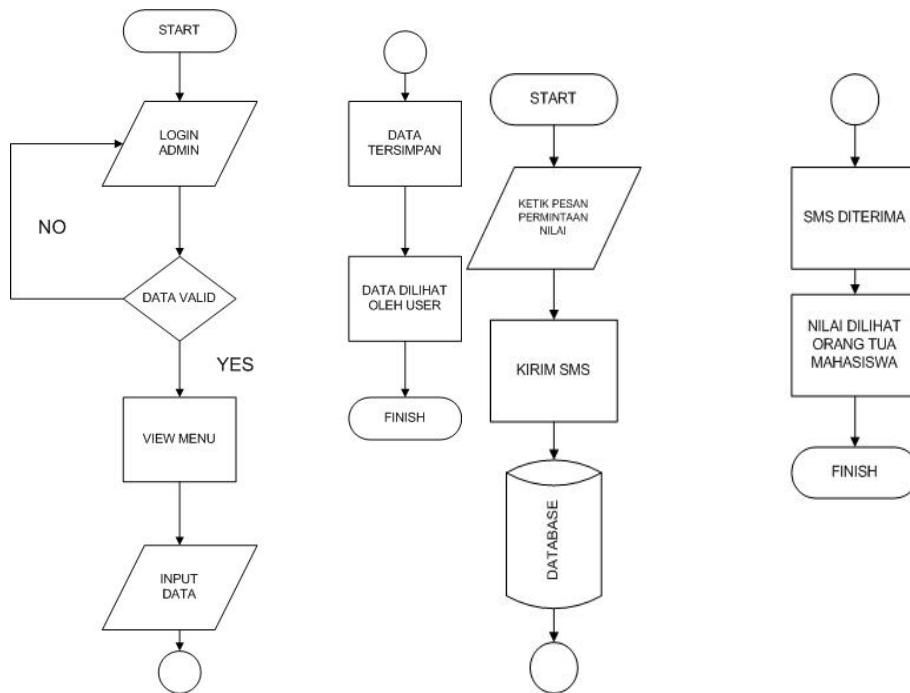 START
LOGIN
ADMIN
NO
DATA VALID
YES
VIEW MENU
INPUT
DATA
DATA
TERSIMPAN
DATA DILIHAT
OLEH USER
FINISH
START
KETIK PESAN
PERMINTAAN
NILAI
KIRIM SMS
DATABASE
SMS DITERIMA
NILAI DILIHAT
ORANG TUA
MAHASISWA
FINISH